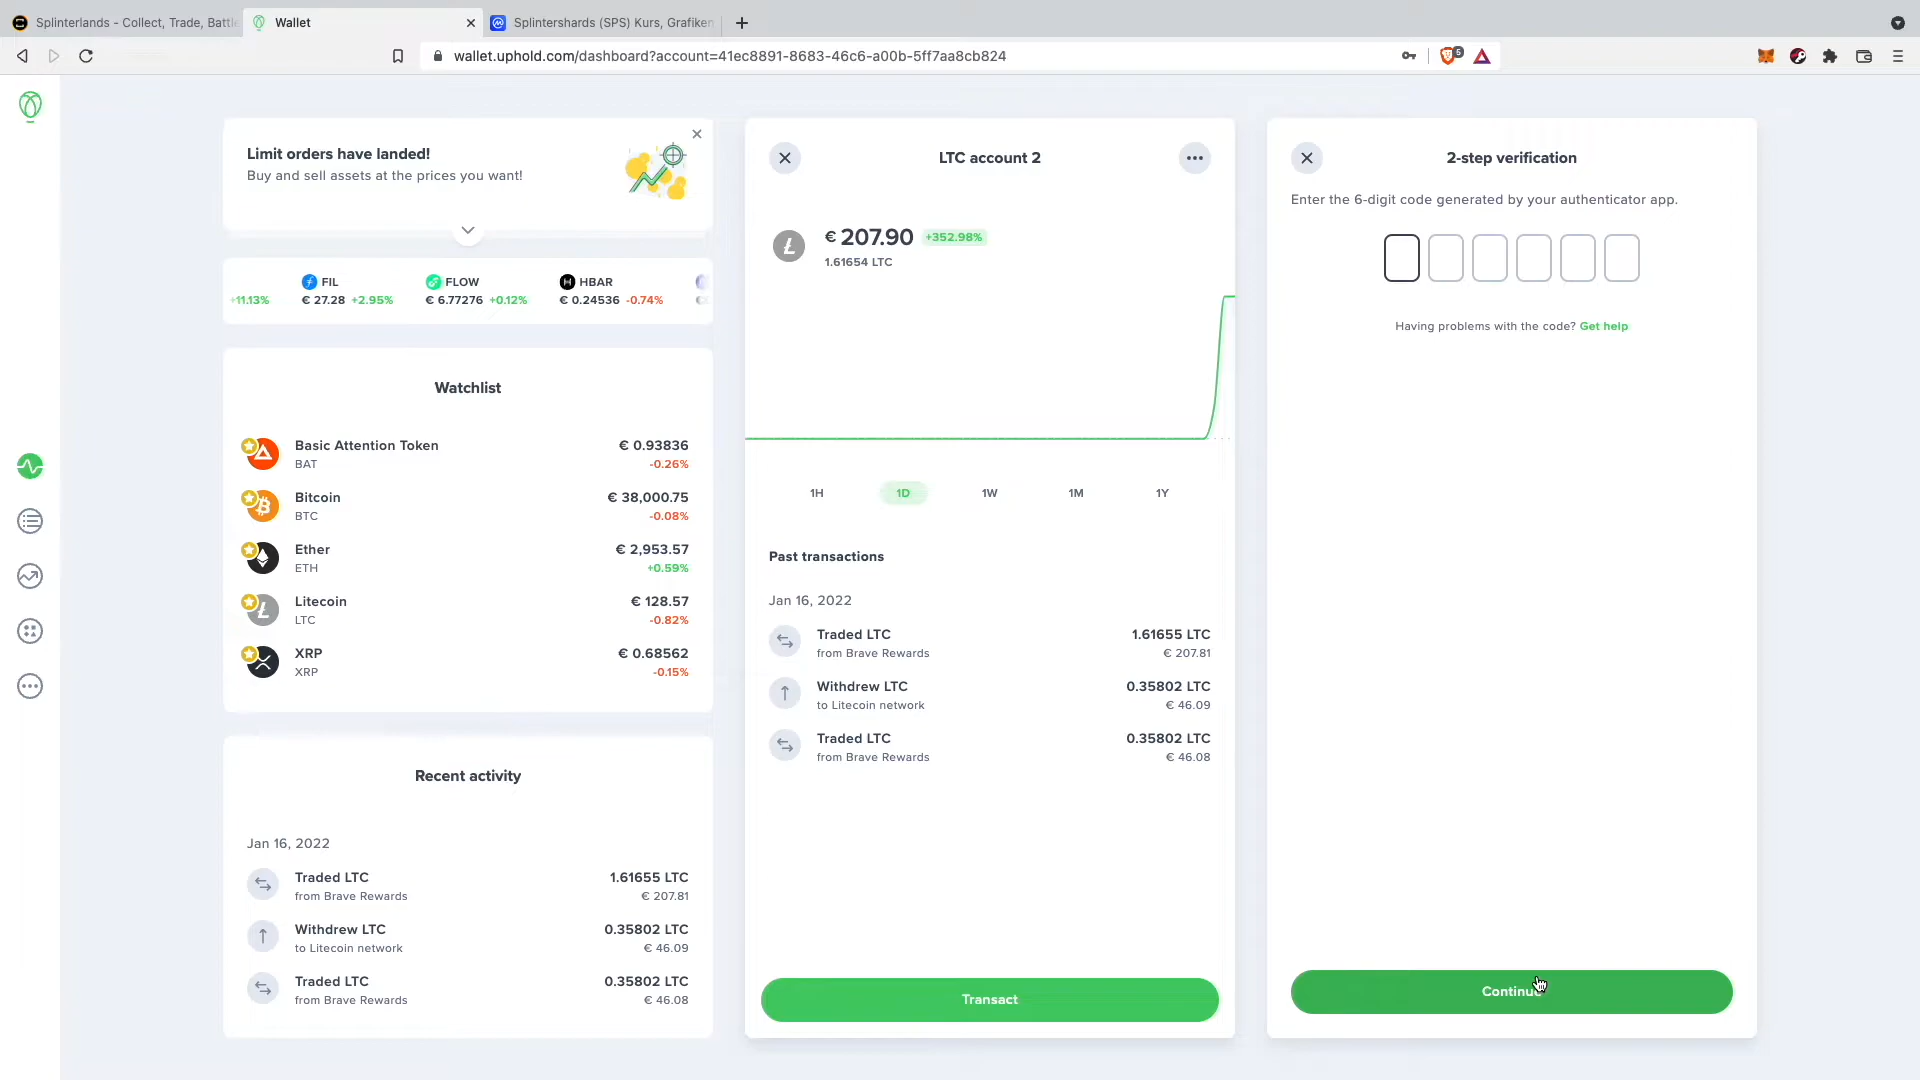 Splinterlands - Collect, Trade, Battl
Wallet
Splintershards (SPS) Kurs, Grafiken
wallet.uphold.com/dashboard?account=41ec8891-8683-46c6-a00b-5ff7aa8cb824
5
Limit orders have landed!
Buy and sell assets at the prices you want!
FIL
FLOW
HBAR
+11.13%
€ 27.28 +2.95%
€ 6.77276 +0.12%
€ 0.24536 -0.74%
Watchlist
Basic Attention Token
€ 0.93836
BAT
-0.26%
Bitcoin
€ 38,000.75
BTC
-0.08%
Ether
€ 2,953.57
ETH
+0.59%
Litecoin
€ 128.57
LTC
-0.82%
XRP
€ 0.68562
XRP
-0.15%
Recent activity
Jan 16, 2022
Traded LTC
1.61655 LTC
from Brave Rewards
€ 207.81
Withdrew LTC
0.35802 LTC
to Litecoin network
€ 46.09
Traded LTC
0.35802 LTC
from Brave Rewards
€ 46.08
LTC account 2
€ 207.90 +352.98%
1.61654 LTC
1H
1D
1W
1M
1Y
Past transactions
Jan 16, 2022
Traded LTC
1.61655 LTC
from Brave Rewards
€ 207.81
Withdrew LTC
0.35802 LTC
to Litecoin network
€ 46.09
Traded LTC
0.35802 LTC
from Brave Rewards
€ 46.08
Transact
2-step verification
Enter the 6-digit code generated by your authenticator app.
Having problems with the code? Get help
Continue